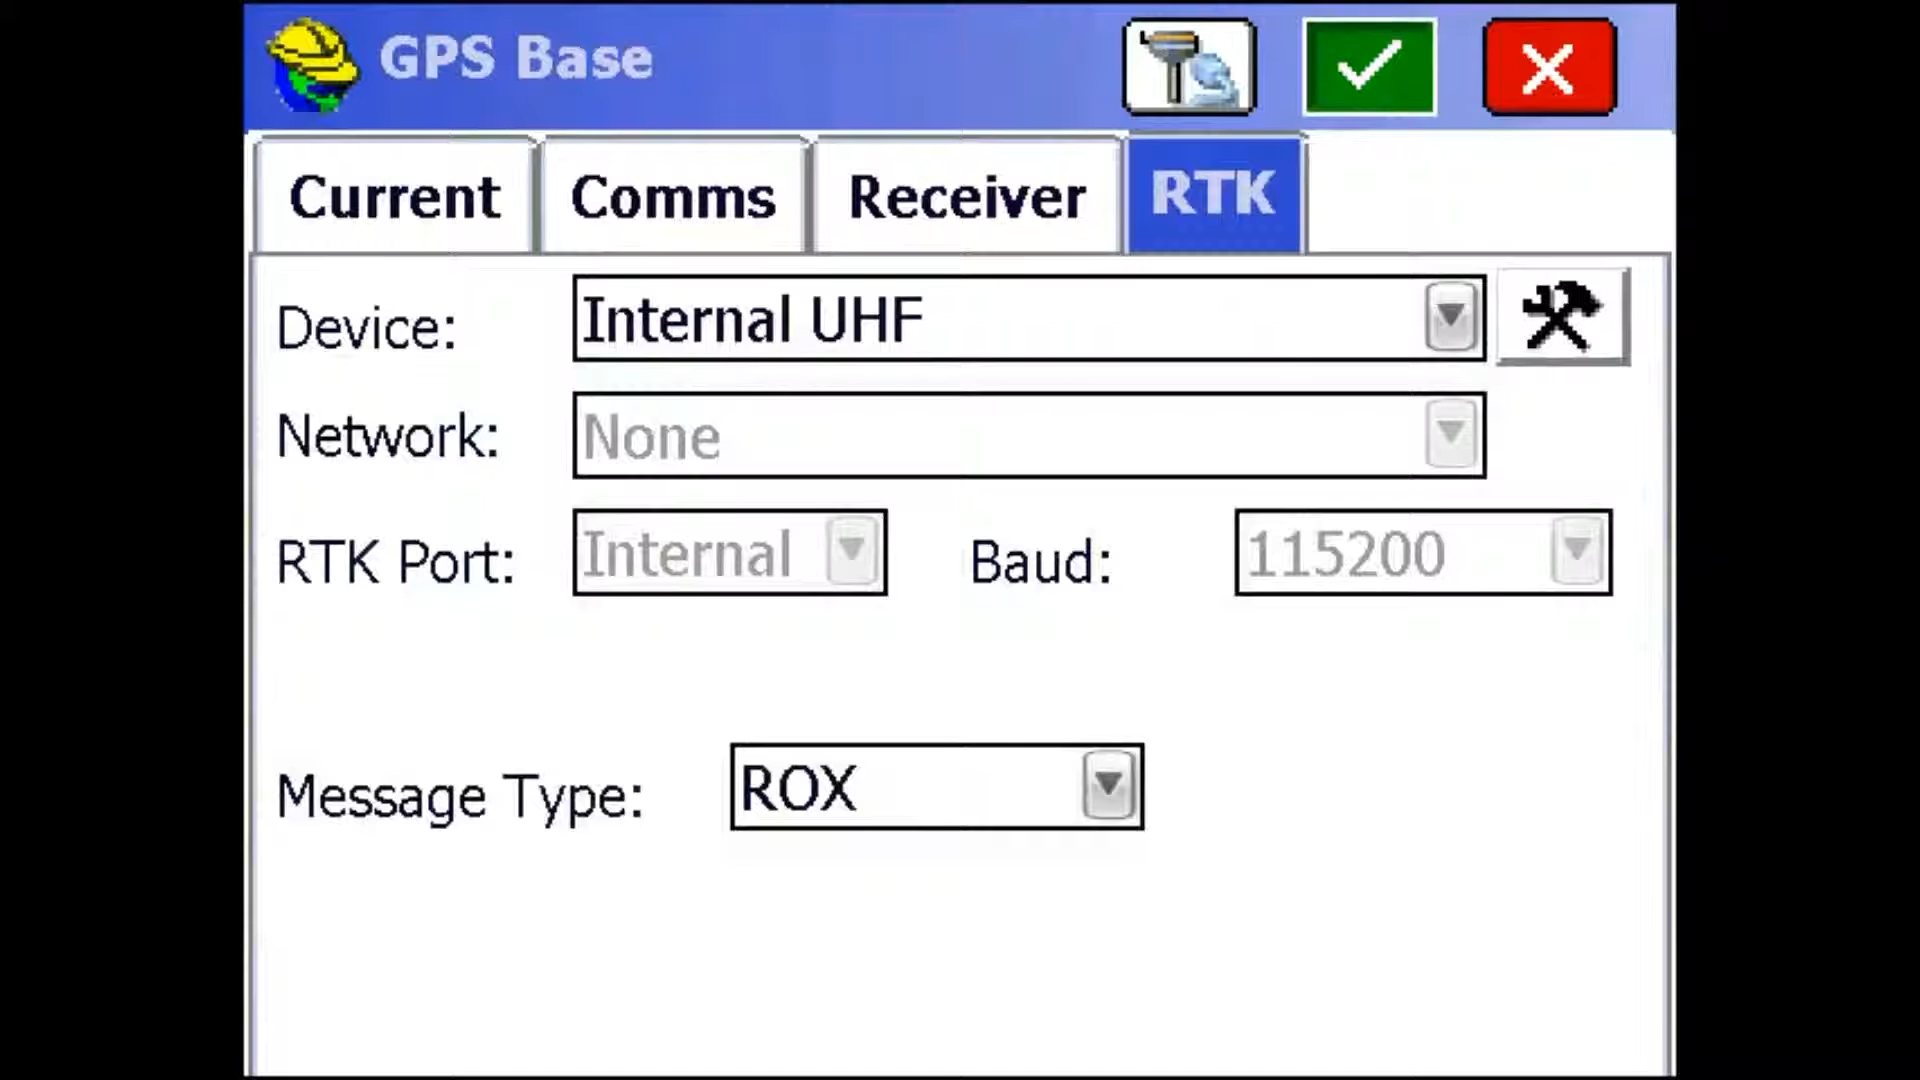 GPS Base
Current Comms Receiver RTK
Device: Internal UHF
Network: None
RTK Port: Internal Baud: 115200
Message Type: ROX